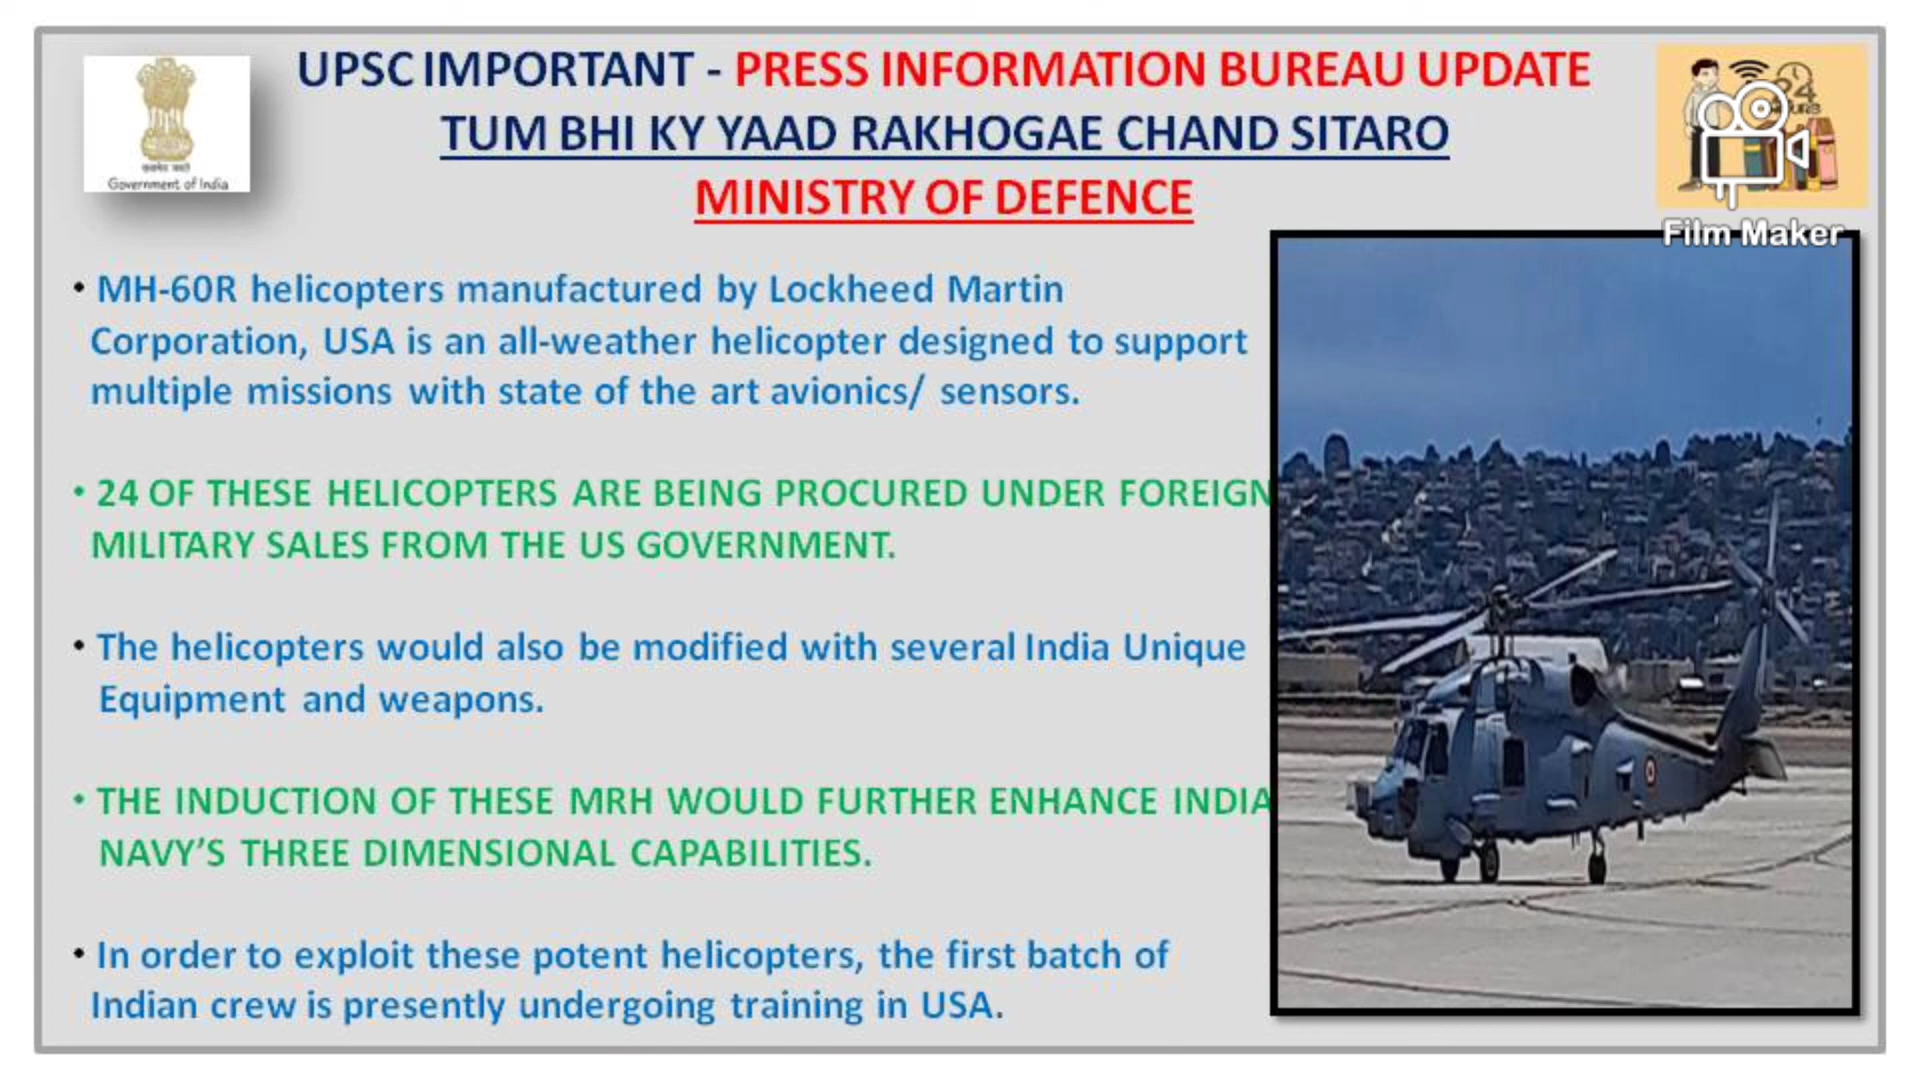 UPSC IMPORTANT - PRESS INFORMATION BUREAU UPDATE
TUM BHI KY YAAD RAKHOGAE CHAND SITARO
MINISTRY OF DEFENCE
Government of India
24
Film Maker
• MH-60R helicopters manufactured by Lockheed Martin
Corporation, USA is an all-weather helicopter designed to support
multiple missions with state of the art avionics/ sensors.
• 24 OF THESE HELICOPTERS ARE BEING PROCURED UNDER FOREIGN
MILITARY SALES FROM THE US GOVERNMENT.
• The helicopters would also be modified with several India Unique
Equipment and weapons.
• THE INDUCTION OF THESE MRH WOULD FURTHER ENHANCE INDIA
NAVY'S THREE DIMENSIONAL CAPABILITIES.
• In order to exploit these potent helicopters, the first batch of
Indian crew is presently undergoing training in USA.